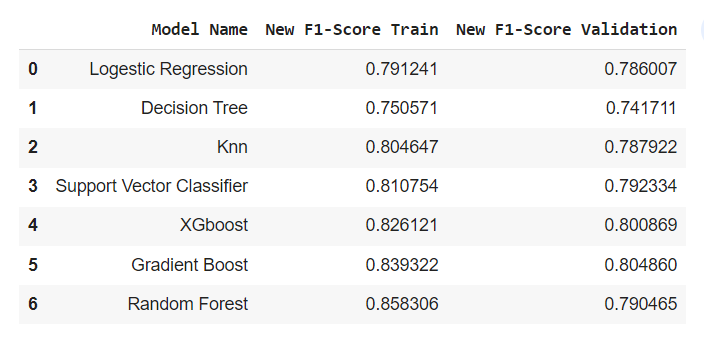 Model Name New F1-Score Train New F1-Score Validation
0 Logestic Regression 0.791241 0.786007
1 Decision Tree 0.750571 0.741711
2 Knn 0.804647 0.787922
3 Support Vector Classifier 0.810754 0.792334
4 XGboost 0.826121 0.800869
5 Gradient Boost 0.839322 0.804860
6 Random Forest 0.858306 0.790465